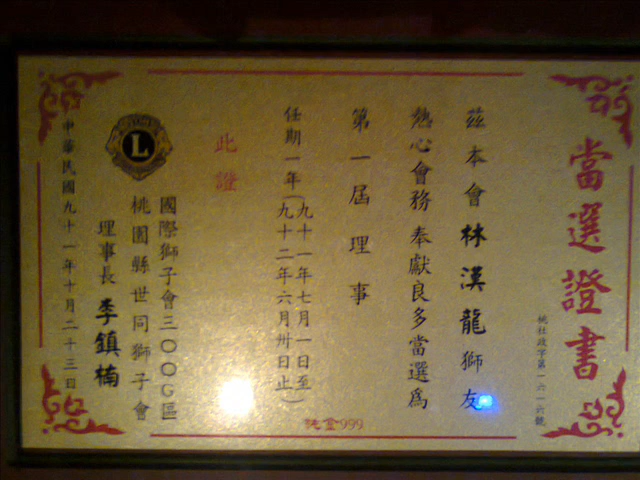 當選證書
桃社政字第一六一六號
茲本會林漢龍獅友
熱心會務奉獻良多當選為
第一屆理事
任期一年(九十一年七月一日至九十二年六月卅日止)
此證
L
國際獅子會三〇〇G區
桃園縣世同獅子會
理事長李鎮楠
中華民國九十一年十月二十三日
純金999